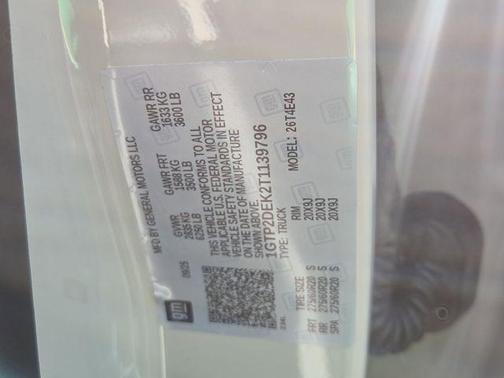 MFD BY GENERAL MOTORS LLC
09/25
GVWR GAWR FRT GAWR RR
2835 KG 1588 KG 1633 KG
6250 LB 3500 LB 3600 LB
THIS VEHICLE CONFORMS TO ALL
APPLICABLE U.S. FEDERAL MOTOR
VEHICLE SAFETY STANDARDS IN EFFECT
ON THE DATE OF MANUFACTURE
SHOWN ABOVE.
1GTP2DEK2T1139796
TYPE: TRUCK MODEL: 26T4E43
TIRE SIZE RIM
FRT 275/60R20 S 20X9J
RR 275/60R20 S 20X9J
SPA 275/60R20 S 20X9J
gm